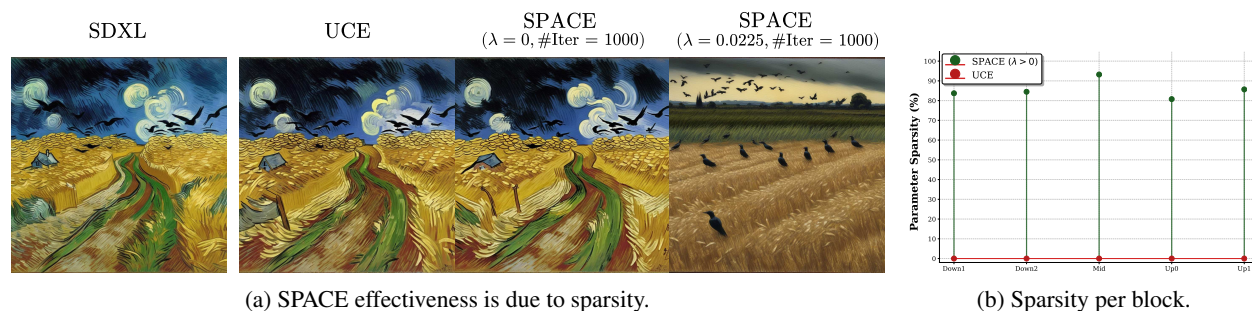 SDXL
UCE
SPACE
(λ = 0, #Iter = 1000)
SPACE
(λ = 0.0225, #Iter = 1000)
(a) SPACE effectiveness is due to sparsity.
SPACE (λ > 0)
UCE
Parameter Sparsity (%)
100
90
80
70
60
50
40
30
20
10
0
Down1 Down2 Mid Up0 Up1
(b) Sparsity per block.